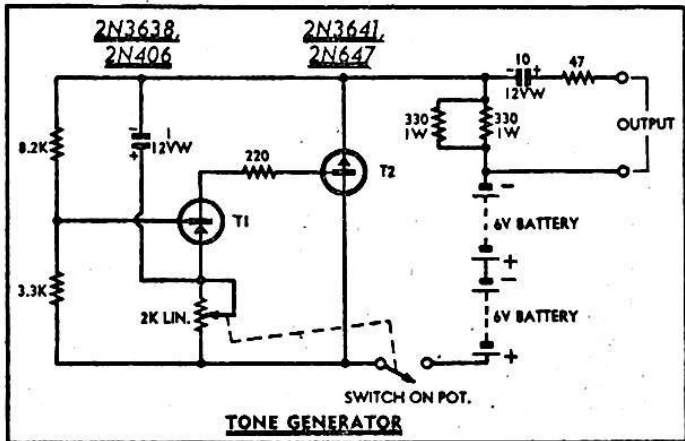 2N3638,
2N406
2N3641,
2N647
10
12VW
47
330
1W
330
1W
OUTPUT
8.2K
1
12VW
220
T2
T1
6V BATTERY
3.3K
2K LIN.
6V BATTERY
SWITCH ON POT.
TONE GENERATOR